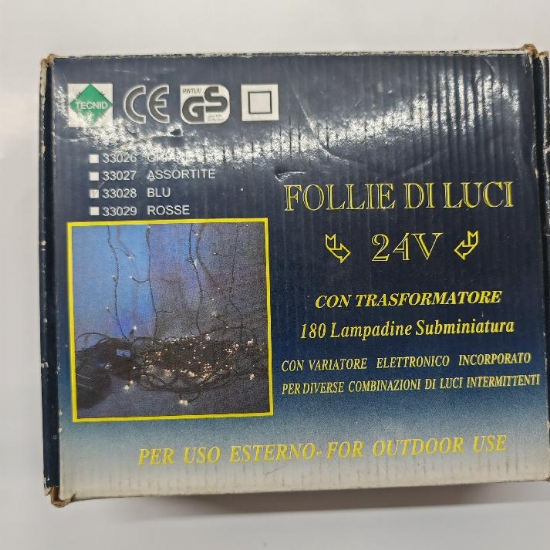 TECNID
CE
GS
33026
33027 ASSORTITE
33028 BLU
33029 ROSSE
FOLLIE DI LUCI
24V
CON TRASFORMATORE
180 Lampadine Subminiatura
CON VARIATORE ELETTRONICO INCORPORATO
PER DIVERSE COMBINAZIONI DI LUCI INTERMITTENTI
PER USO ESTERNO-FOR OUTDOOR USE